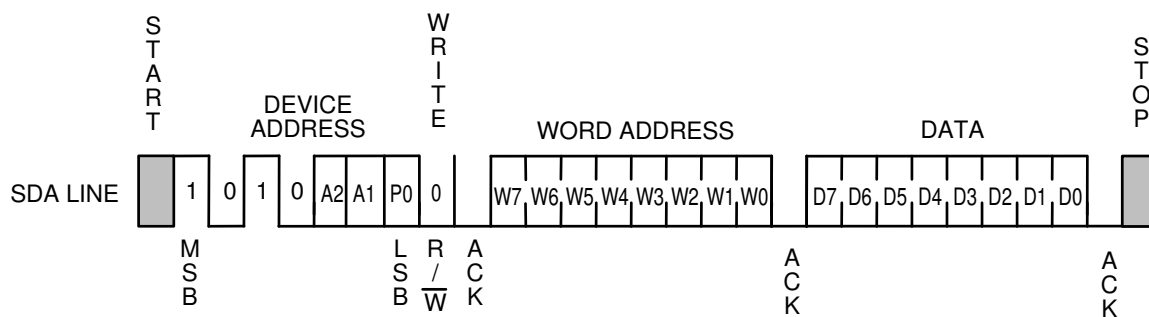 START
WRITE
STOP
DEVICE
ADDRESS
WORD ADDRESS
DATA
SDA LINE
1 0 1 0 A2 A1 P0 0 W7 W6 W5 W4 W3 W2 W1 W0 D7 D6 D5 D4 D3 D2 D1 D0
MSB
LSB
R/W̅
ACK
ACK
ACK